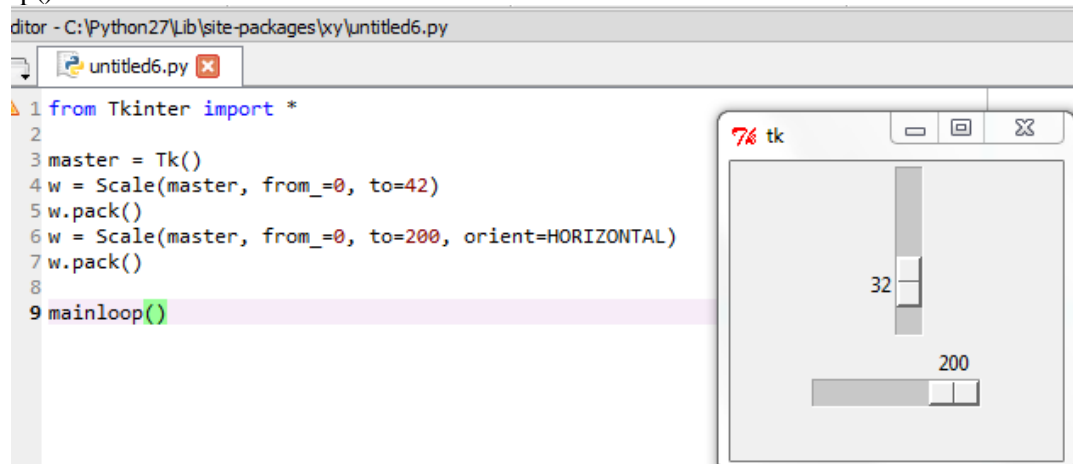 ditor - C:\Python27\Lib\site-packages\xy\untitled6.py
untitled6.py
1 from Tkinter import *
2
3 master = Tk()
4 w = Scale(master, from_=0, to=42)
5 w.pack()
6 w = Scale(master, from_=0, to=200, orient=HORIZONTAL)
7 w.pack()
8
9 mainloop()
tk
32
200